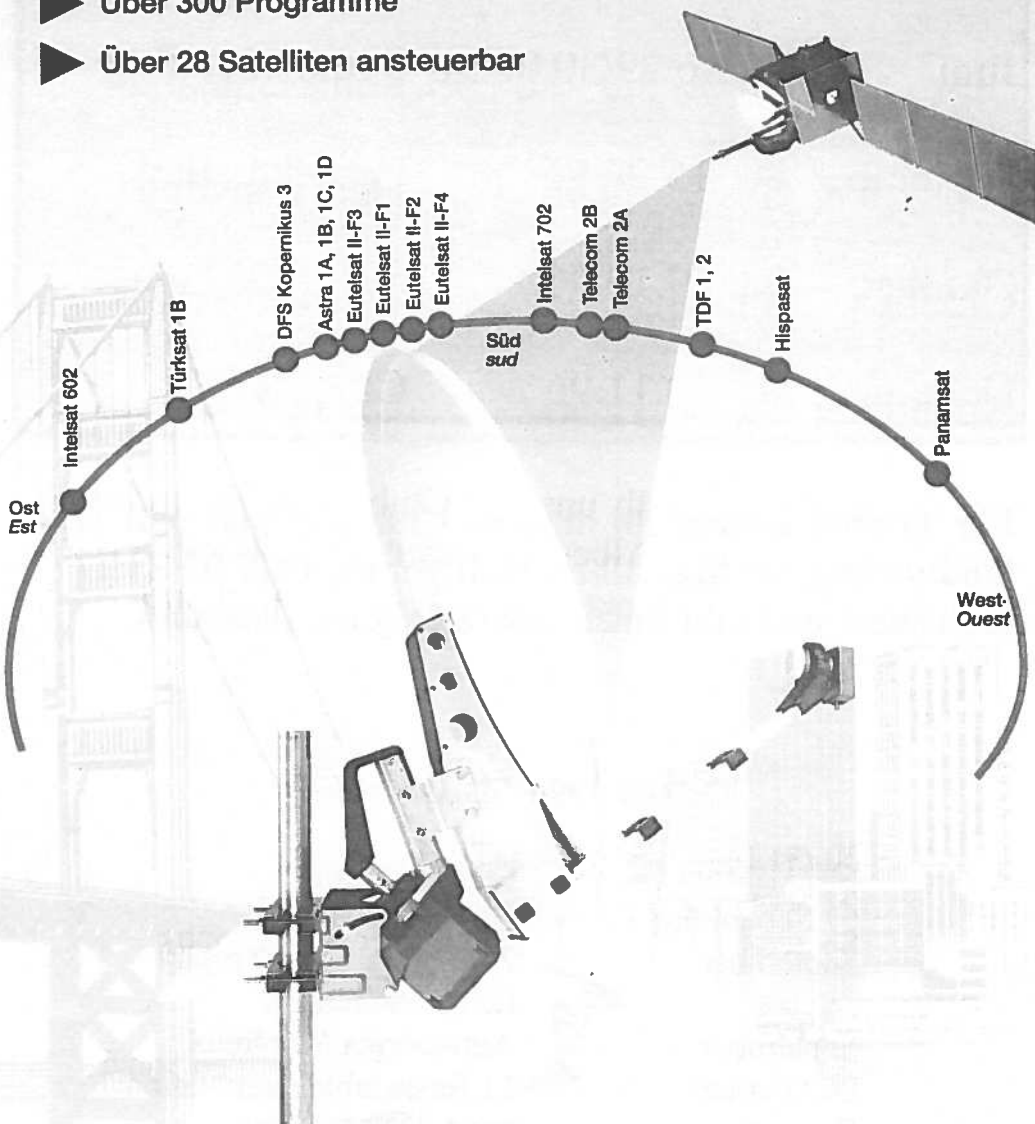 Über 300 Programme
Über 28 Satelliten ansteuerbar
Ost
Est
Intelsat 602
Türksat 1B
DFS Kopernikus 3
Astra 1A, 1B, 1C, 1D
Eutelsat II-F3
Eutelsat II-F1
Eutelsat II-F2
Eutelsat II-F4
Süd
sud
Intelsat 702
Telecom 2B
Telecom 2A
TDF 1, 2
Hispasat
Panamsat
West-
Ouest